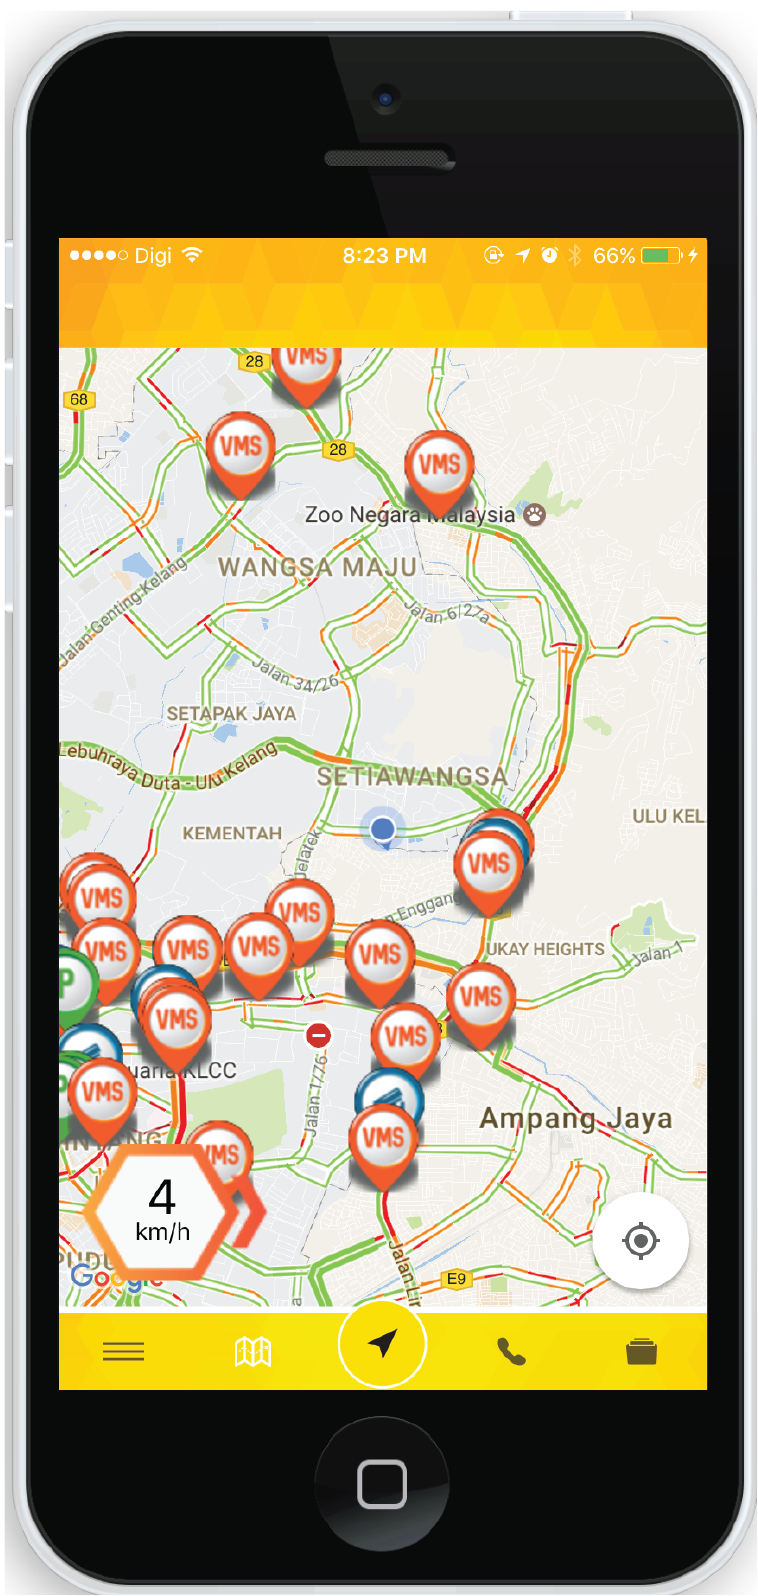 Digi
8:23 PM
66%
28
VMS
68
VMS
28
VMS
Zoo Negara Malaysia
WANGSA MAJU
Jalan Genting Kelang
Jalan 6/27a
Jalan 34/26
SETAPAK JAYA
Lebuhraya Duta - Ulu Kelang
SETIAWANGSA
ULU KEL
KEMENTAH
Jelatek
VMS
VMS
Enggang
VMS
VMS
VMS
VMS
VMS
UKAY HEIGHTS
Jalan 1
P
VMS
VMS
VMS
KLCC
Jalan 1/76
P
VMS
Ampang Jaya
VMS
INTANG
VMS
4
km/h
PUDU
Google
Jalan
E9